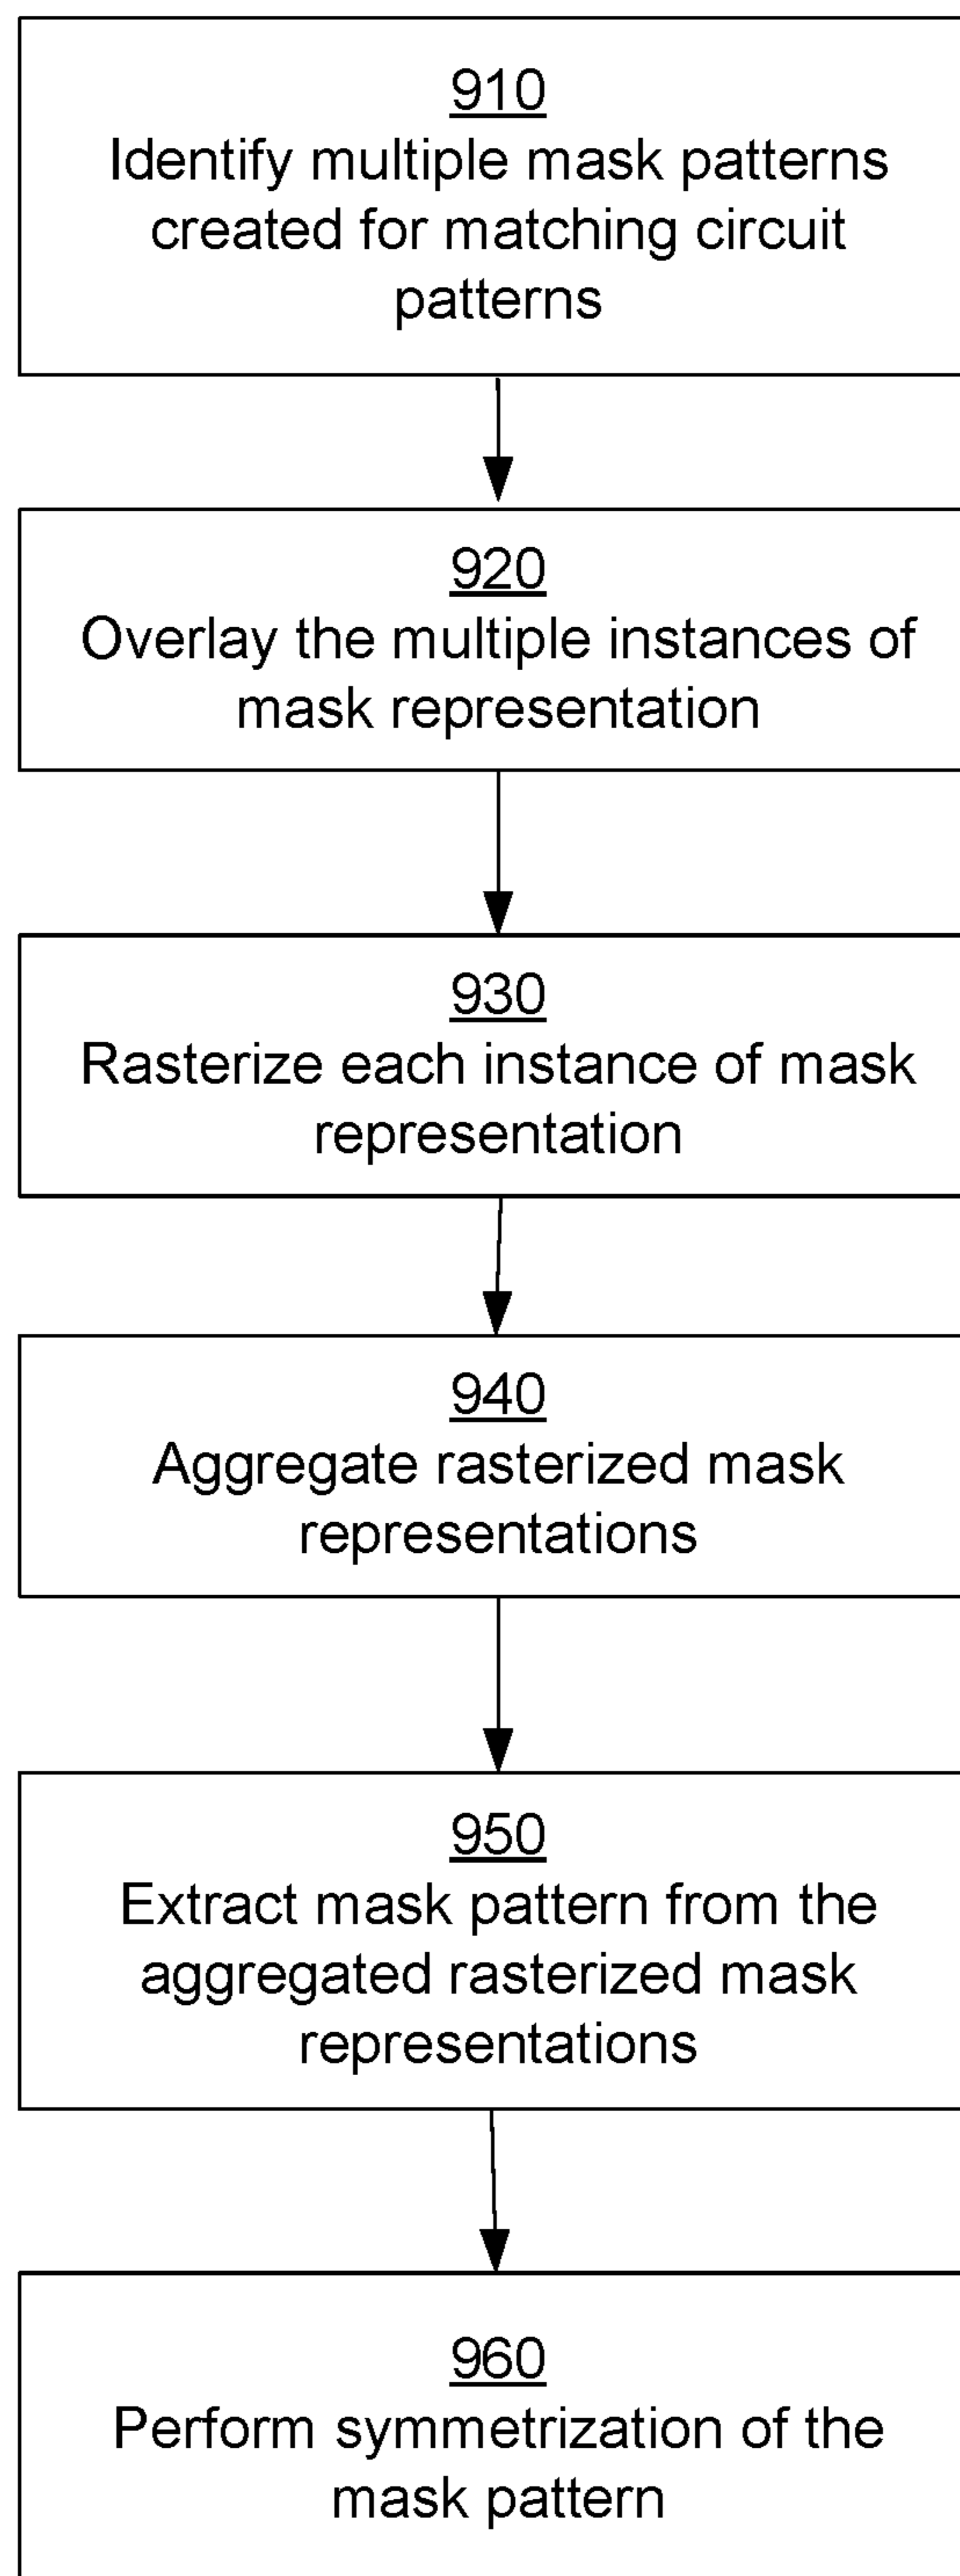 910
Identify multiple mask patterns
created for matching circuit
patterns
920
Overlay the multiple instances of
mask representation
930
Rasterize each instance of mask
representation
940
Aggregate rasterized mask
representations
950
Extract mask pattern from the
aggregated rasterized mask
representations
960
Perform symmetrization of the
mask pattern